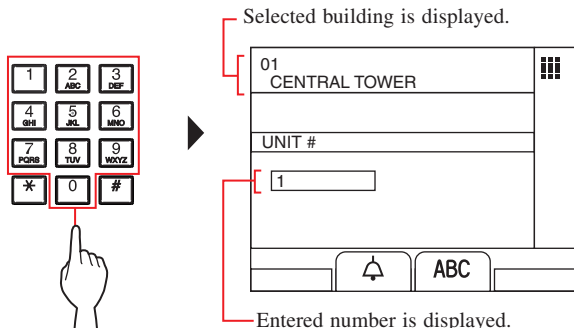 Selected building is displayed.
01
CENTRAL TOWER
UNIT #
1
ABC
Entered number is displayed.
1
2
ABC
3
DEF
4
GHI
5
JKL
6
MNO
7
PQRS
8
TUV
9
WXYZ
*
0
#